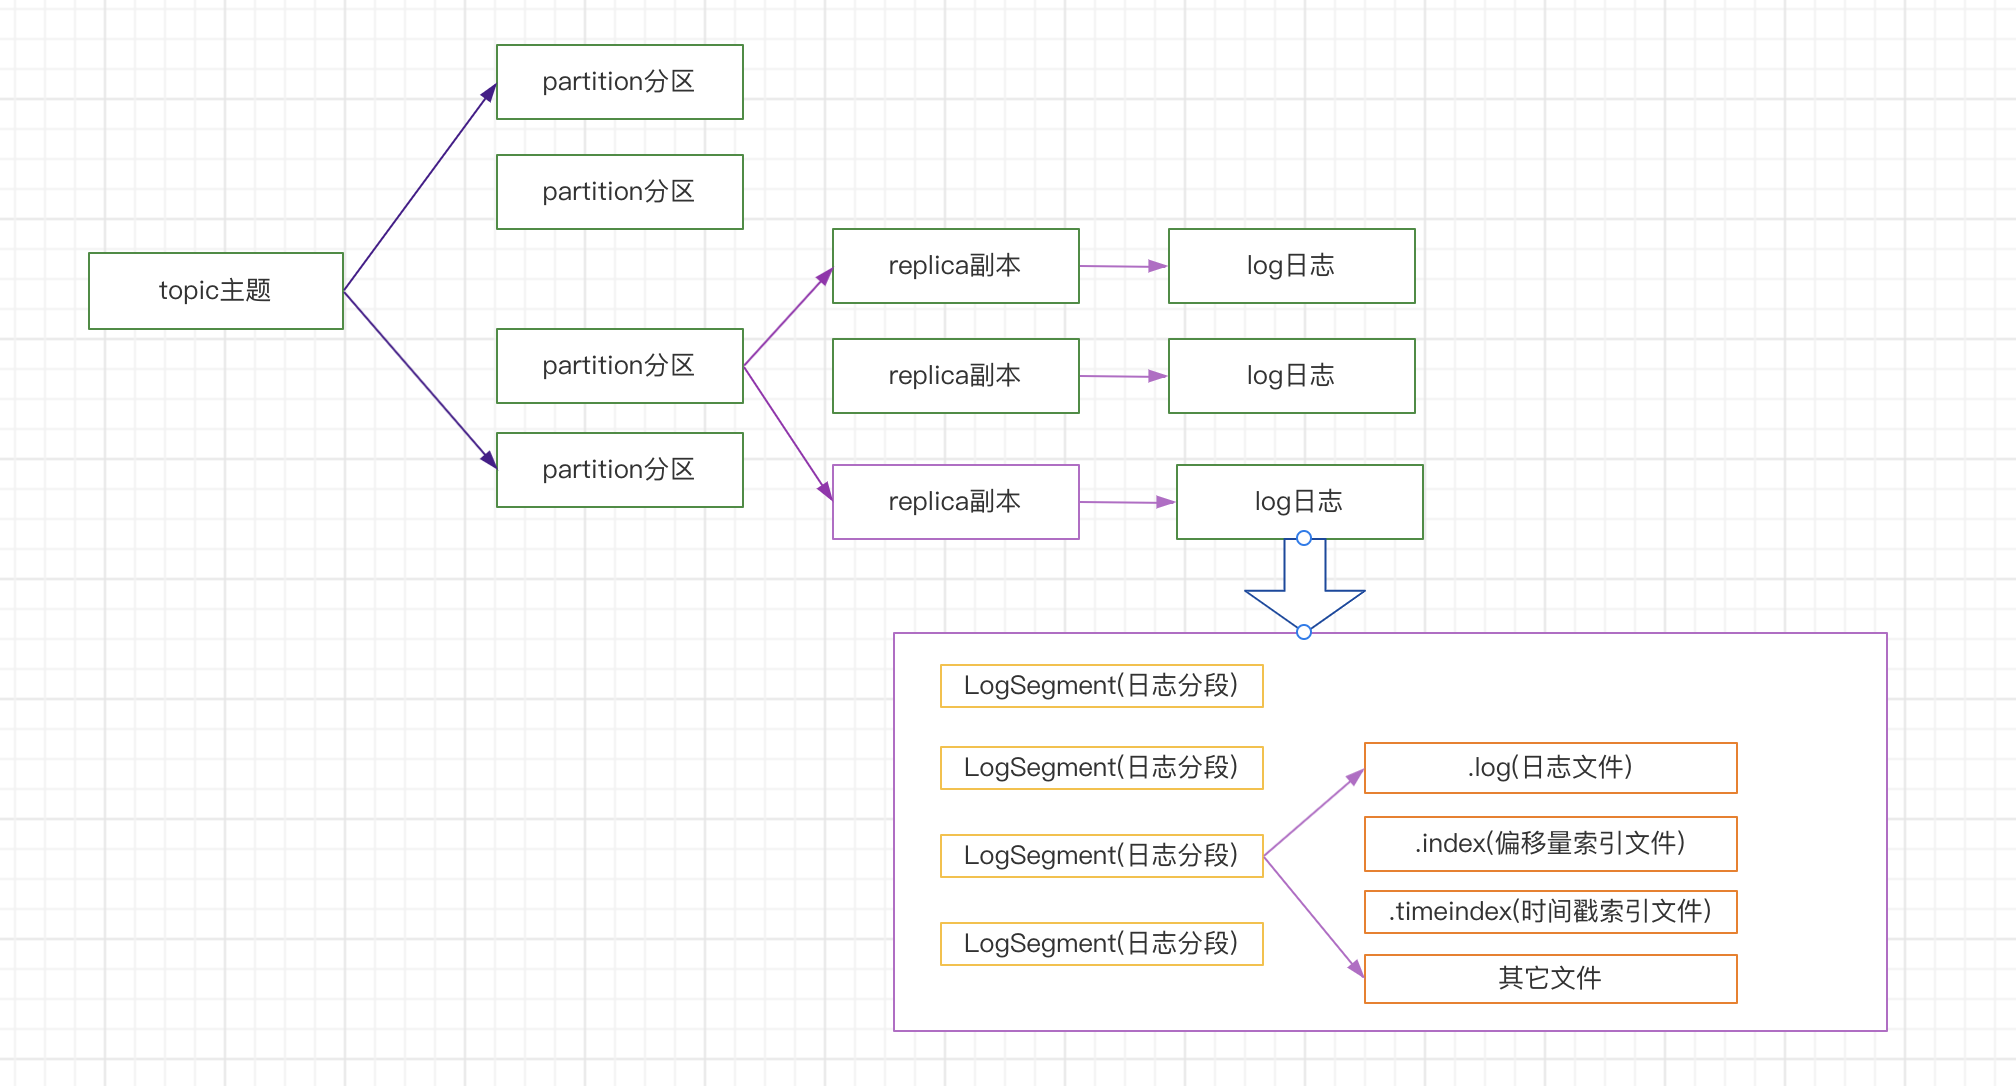 partition分区
partition分区
topic主题
partition分区
partition分区
replica副本
log日志
replica副本
log日志
replica副本
log日志
LogSegment(日志分段)
LogSegment(日志分段)
LogSegment(日志分段)
LogSegment(日志分段)
.log(日志文件)
.index(偏移量索引文件)
.timeindex(时间戳索引文件)
其它文件